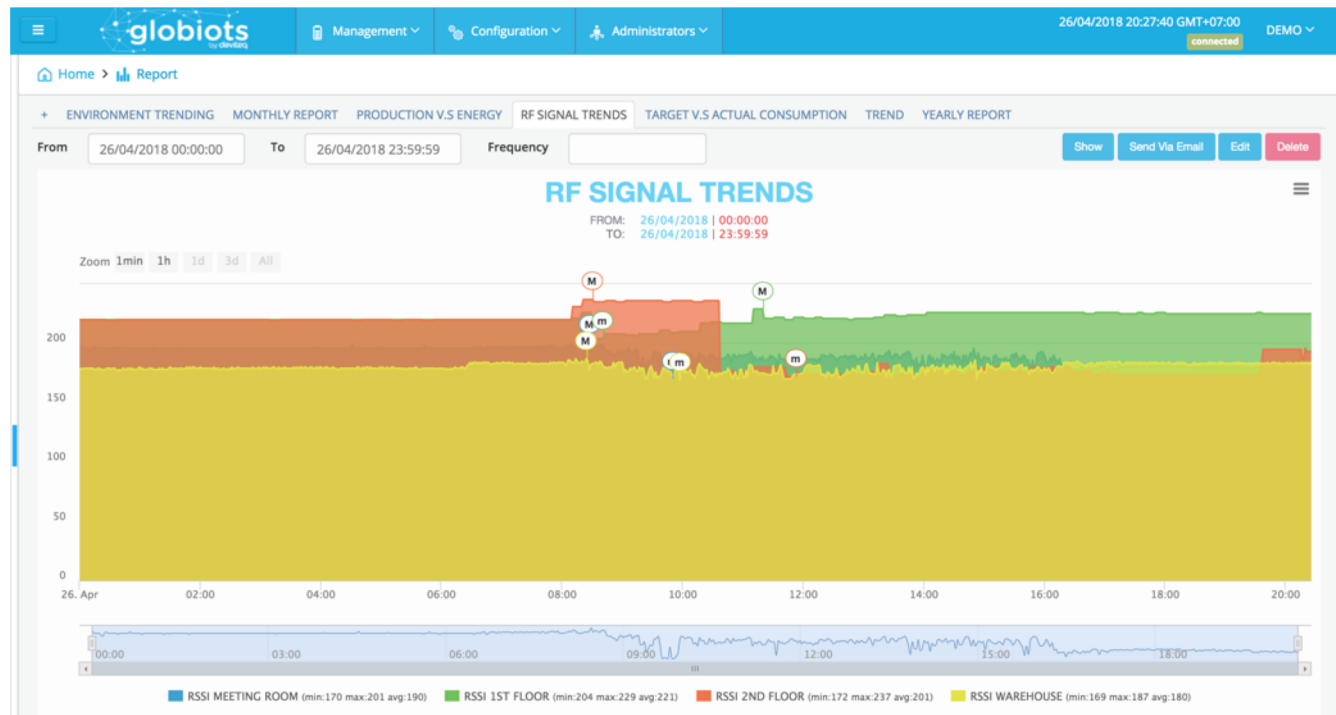 globiots
by daviteq
Management
Configuration
Administrators
26/04/2018 20:27:40 GMT+07:00
connected
DEMO
Home > Report
+ ENVIRONMENT TRENDING MONTHLY REPORT PRODUCTION V.S ENERGY RF SIGNAL TRENDS TARGET V.S ACTUAL CONSUMPTION TREND YEARLY REPORT
From 26/04/2018 00:00:00 To 26/04/2018 23:59:59 Frequency Show Send Via Email Edit Delete
RF SIGNAL TRENDS
FROM: 26/04/2018 | 00:00:00
TO: 26/04/2018 | 23:59:59
Zoom 1min 1h 1d 3d All
M
M
M m
M
m
m
200
150
100
50
0
26. Apr 02:00 04:00 06:00 08:00 10:00 12:00 14:00 16:00 18:00 20:00
00:00 03:00 06:00 09:00 12:00 15:00 18:00
RSSI MEETING ROOM (min:170 max:201 avg:190) RSSI 1ST FLOOR (min:204 max:229 avg:221) RSSI 2ND FLOOR (min:172 max:237 avg:201) RSSI WAREHOUSE (min:169 max:187 avg:180)